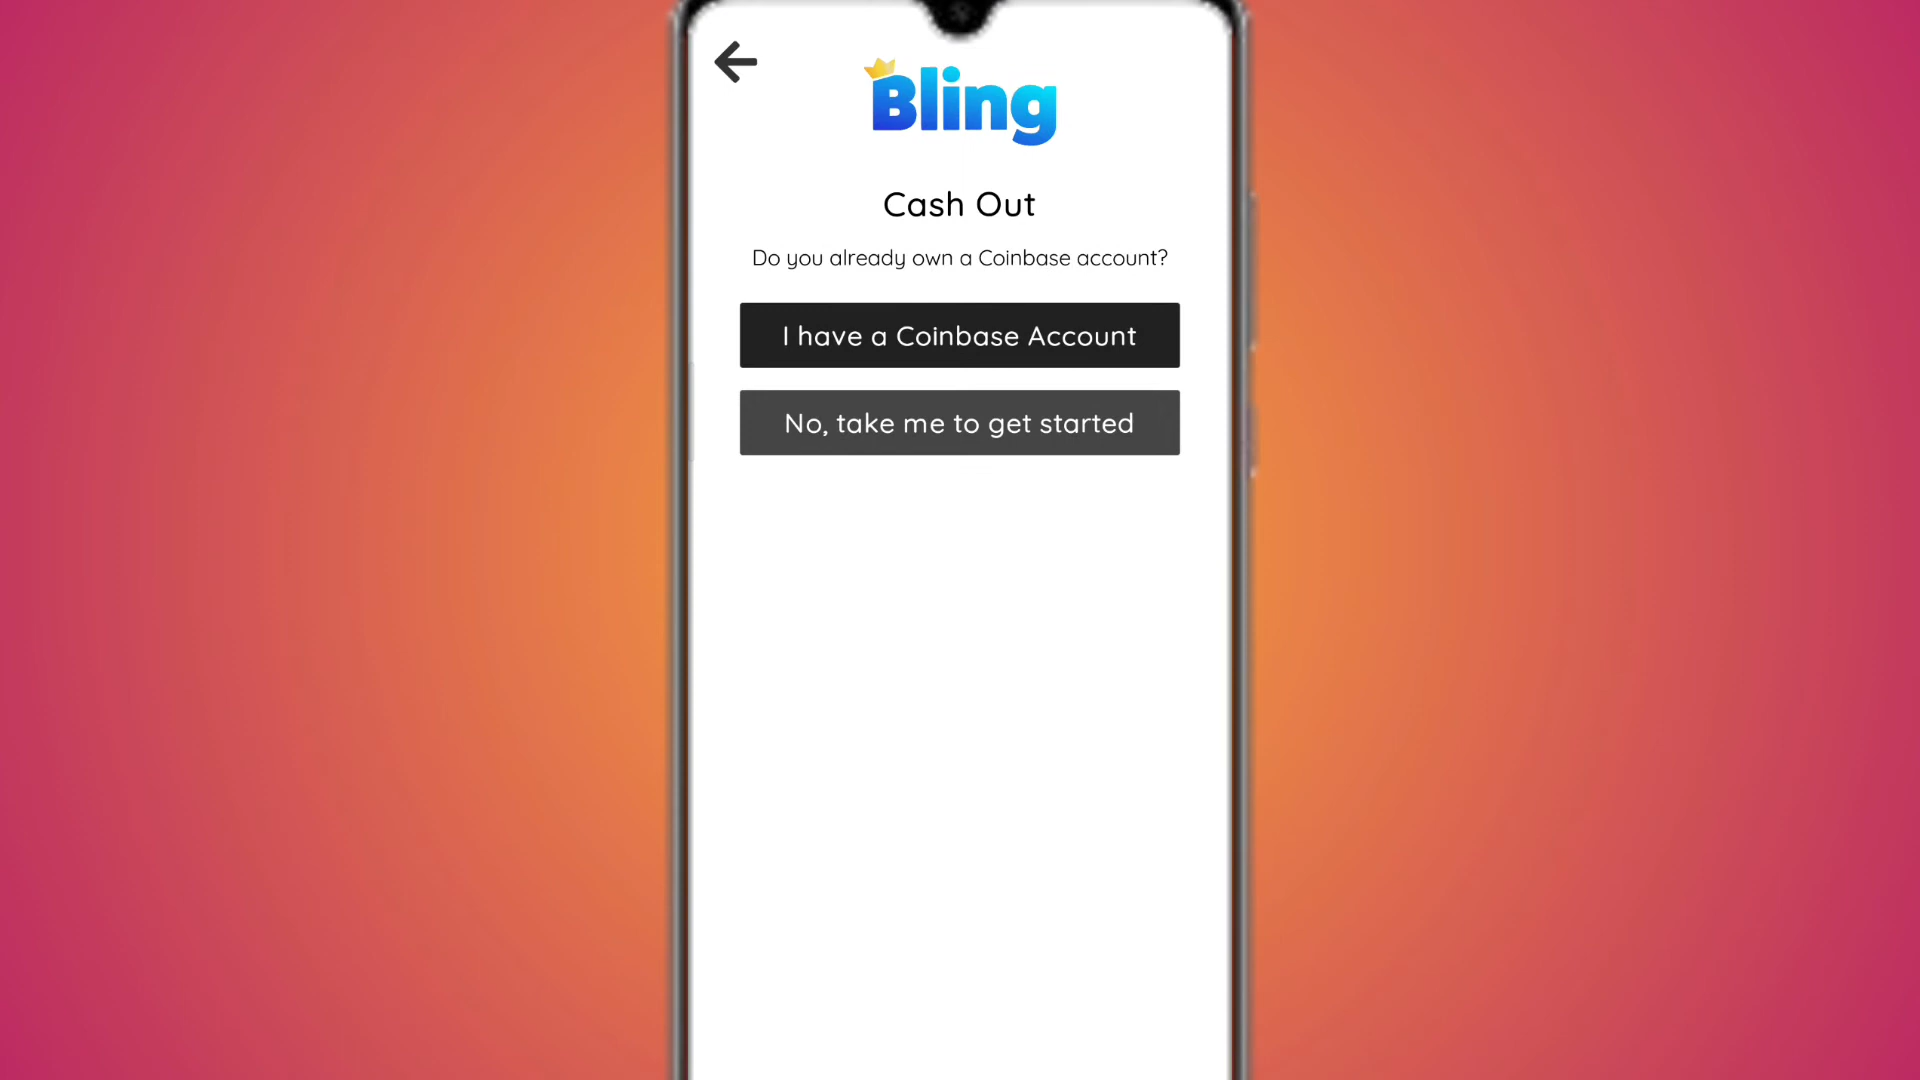 Bling
Cash Out
Do you already own a Coinbase account?
I have a Coinbase Account
No, take me to get started